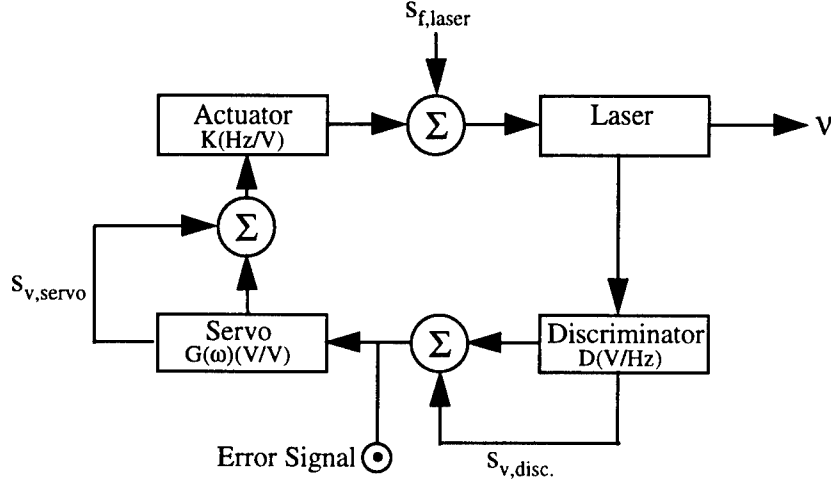 S_{f,laser}
Actuator
K(Hz/V)
Σ
Laser
ν
Σ
S_{v,servo}
Servo
G(ω)(V/V)
Σ
Discriminator
D(V/Hz)
Error Signal
S_{v,disc.}